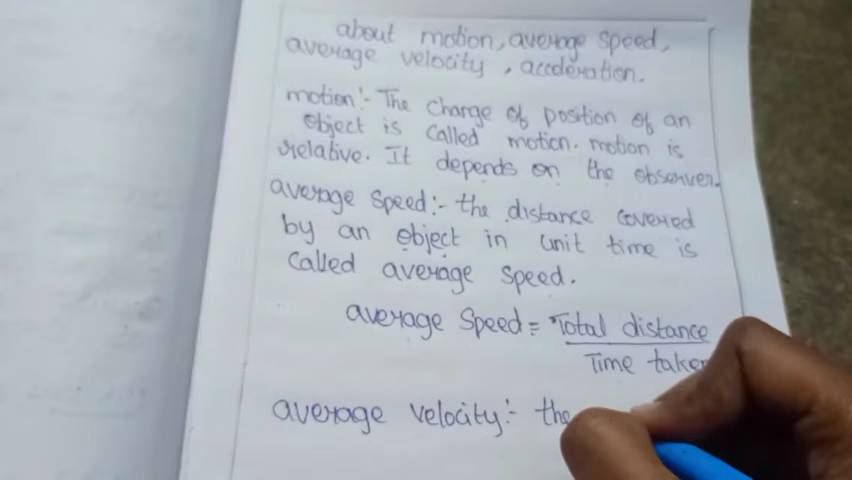 about motion, average speed,
average velocity, acceleration.
motion:- The change of position of an
object is called motion. motion is
relative. It depends on the observer.
average speed:- the distance covered
by an object in unit time is
called average speed.
average speed = Total distance
Time taken
average velocity:- the